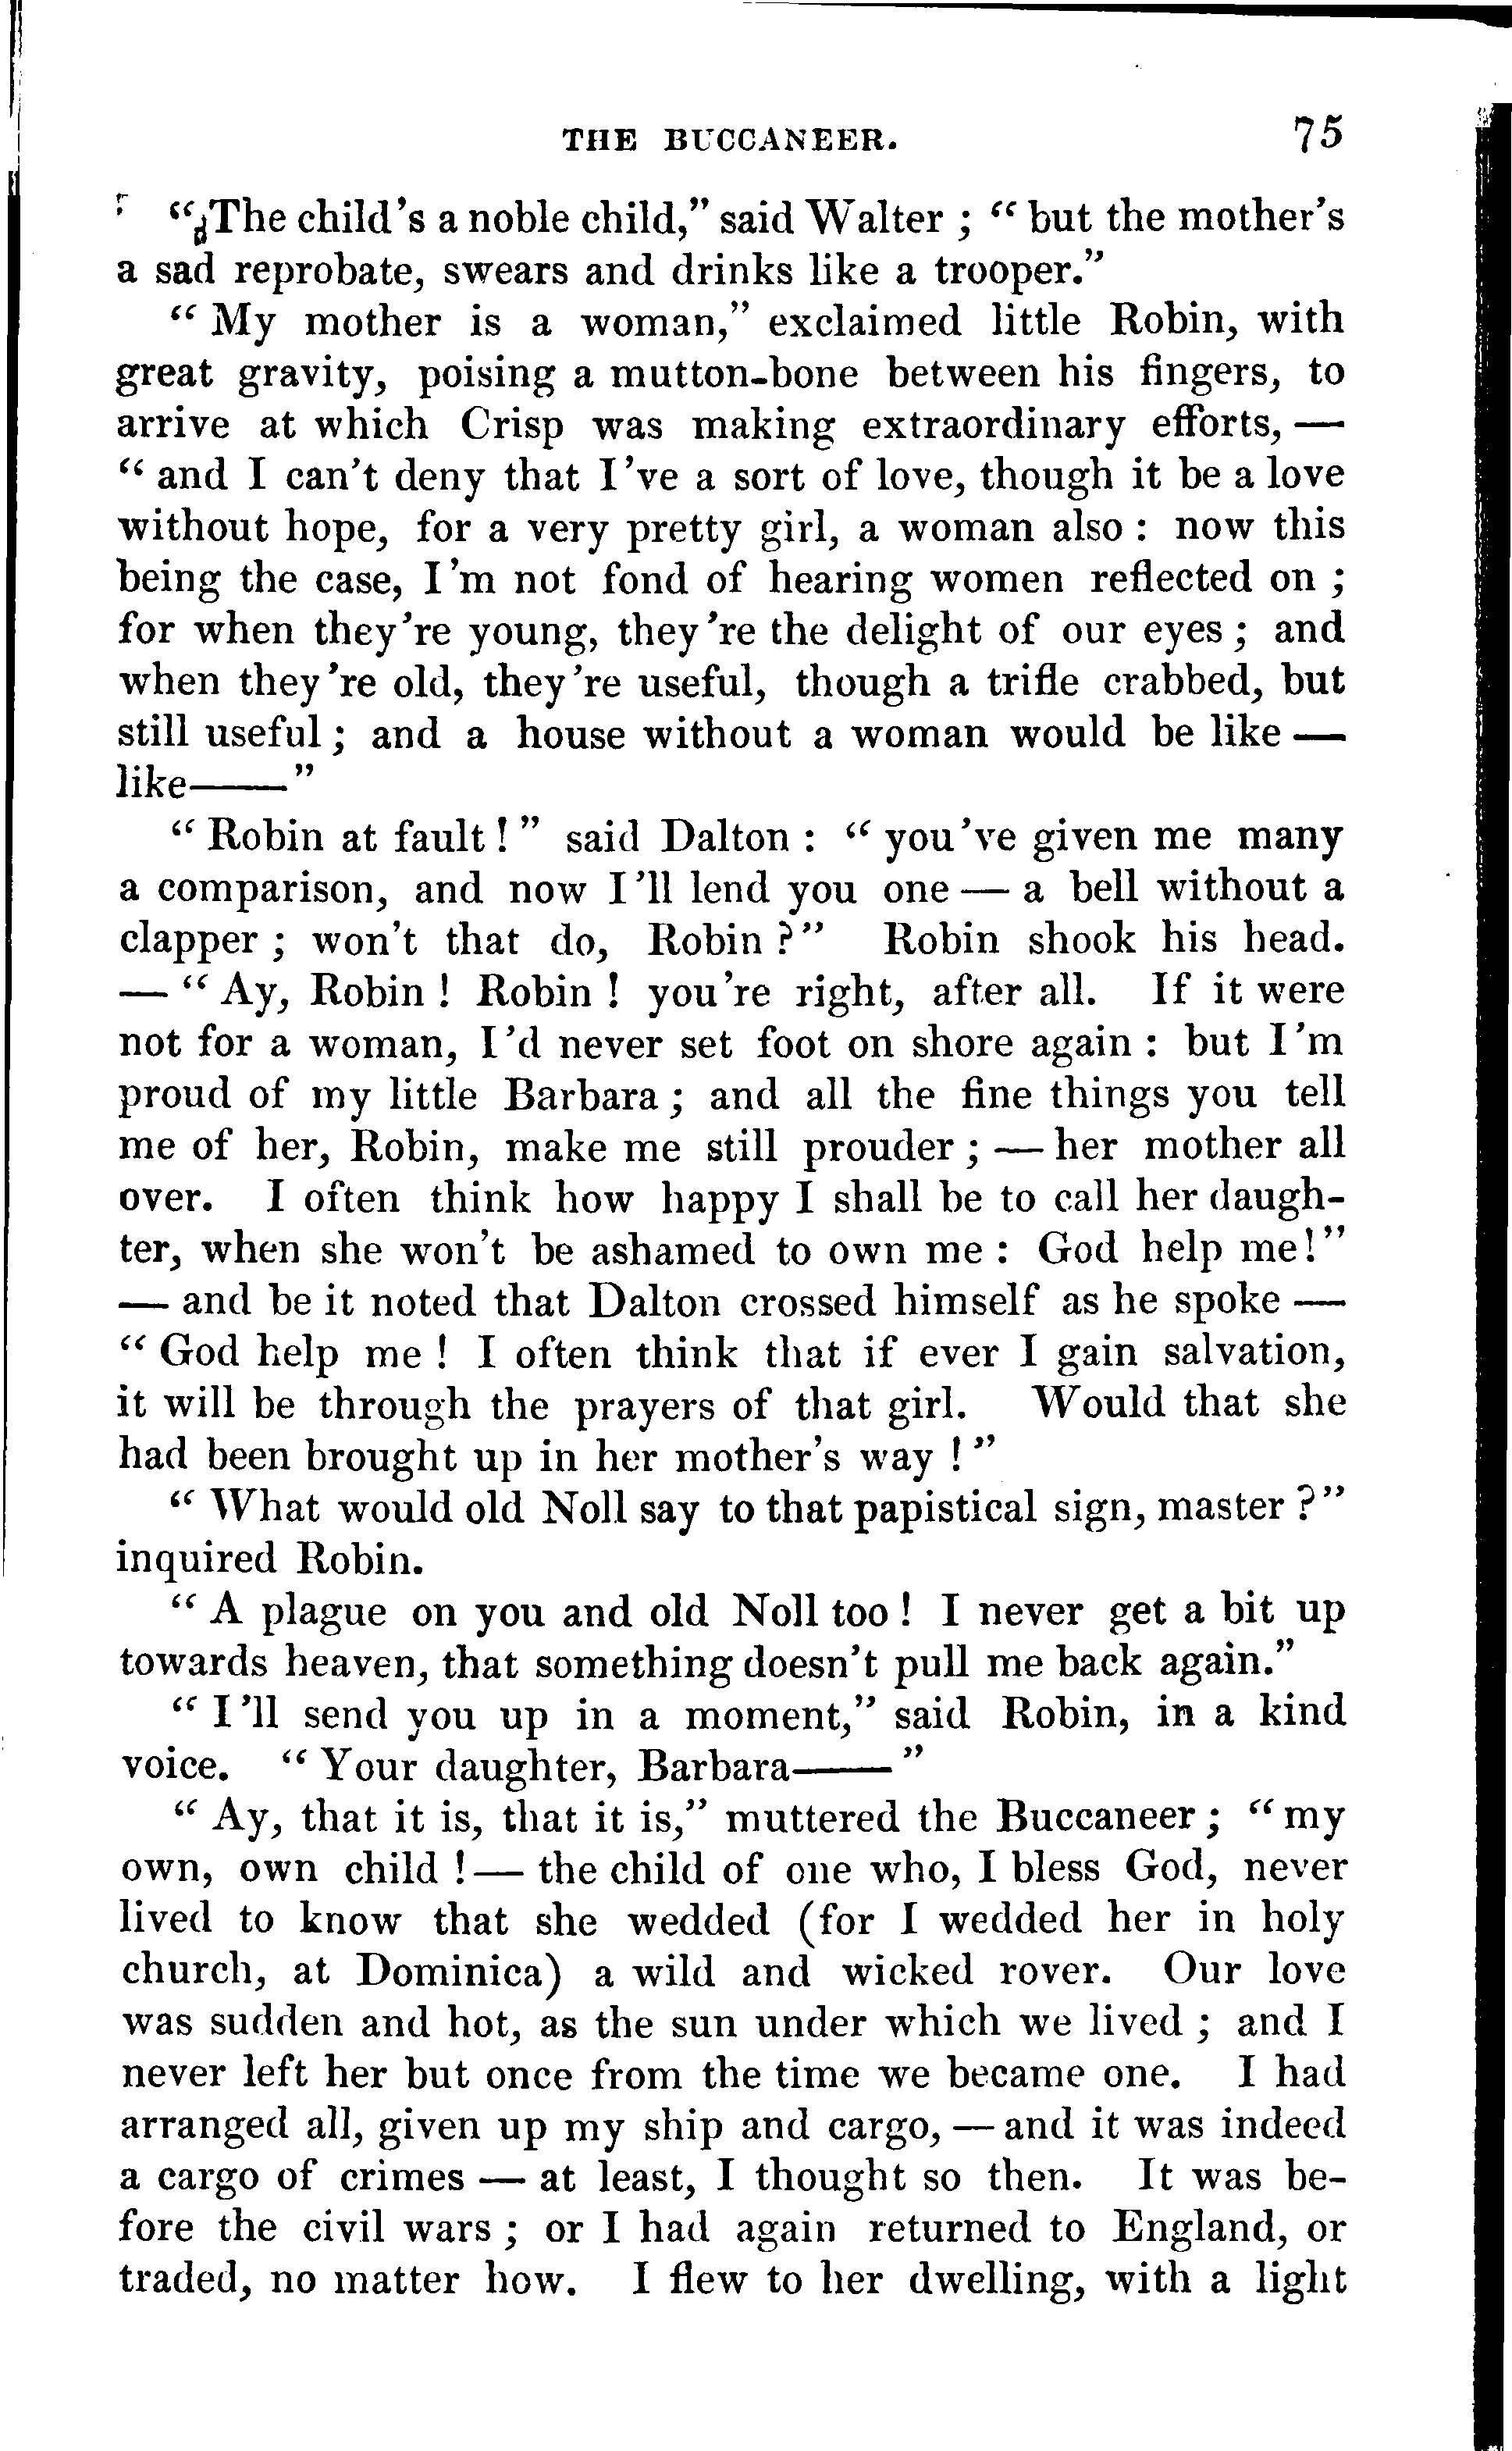 THE BUCCANEER. 75
“The child's a noble child,” said Walter ; “ but the mother's
a sad reprobate, swears and drinks like a trooper.”
“ My mother is a woman,” exclaimed little Robin, with
great gravity, poising a mutton-bone between his fingers, to
arrive at which Crisp was making extraordinary efforts, —
“ and I can't deny that I 've a sort of love, though it be a love
without hope, for a very pretty girl, a woman also : now this
being the case, I 'm not fond of hearing women reflected on ;
for when they 're young, they 're the delight of our eyes ; and
when they 're old, they 're useful, though a trifle crabbed, but
still useful ; and a house without a woman would be like —
like——”
“ Robin at fault ! ” said Dalton : “ you 've given me many
a comparison, and now I 'll lend you one — a bell without a
clapper ; won't that do, Robin ?” Robin shook his head.
— “ Ay, Robin ! Robin ! you 're right, after all. If it were
not for a woman, I 'd never set foot on shore again : but I 'm
proud of my little Barbara ; and all the fine things you tell
me of her, Robin, make me still prouder ; — her mother all
over. I often think how happy I shall be to call her daugh-
ter, when she won't be ashamed to own me : God help me!”
— and be it noted that Dalton crossed himself as he spoke —
“ God help me ! I often think that if ever I gain salvation,
it will be through the prayers of that girl. Would that she
had been brought up in her mother's way ! ”
“ What would old Noll say to that papistical sign, master ?”
inquired Robin.
“ A plague on you and old Noll too ! I never get a bit up
towards heaven, that something doesn't pull me back again.”
“ I 'll send you up in a moment,” said Robin, in a kind
voice. “ Your daughter, Barbara——”
“ Ay, that it is, that it is,” muttered the Buccaneer ; “ my
own, own child ! — the child of one who, I bless God, never
lived to know that she wedded (for I wedded her in holy
church, at Dominica) a wild and wicked rover. Our love
was sudden and hot, as the sun under which we lived ; and I
never left her but once from the time we became one. I had
arranged all, given up my ship and cargo, — and it was indeed
a cargo of crimes — at least, I thought so then. It was be-
fore the civil wars ; or I had again returned to England, or
traded, no matter how. I flew to her dwelling, with a light